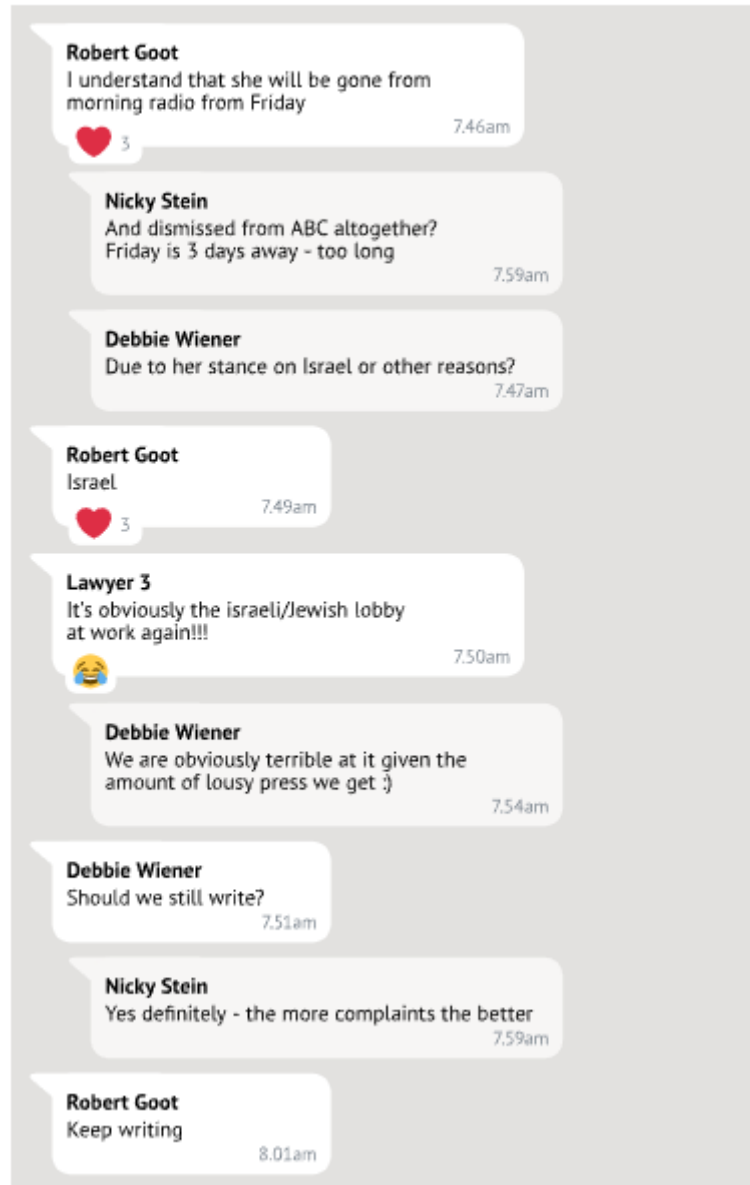 Robert Goot
I understand that she will be gone from
morning radio from Friday
7.46am
3
Nicky Stein
And dismissed from ABC altogether?
Friday is 3 days away - too long
7.59am
Debbie Wiener
Due to her stance on Israel or other reasons?
7.47am
Robert Goot
Israel
7.49am
3
Lawyer 3
It's obviously the israeli/Jewish lobby
at work again!!!
7.50am
Debbie Wiener
We are obviously terrible at it given the
amount of lousy press we get :)
7.54am
Debbie Wiener
Should we still write?
7.51am
Nicky Stein
Yes definitely - the more complaints the better
7.59am
Robert Goot
Keep writing
8.01am